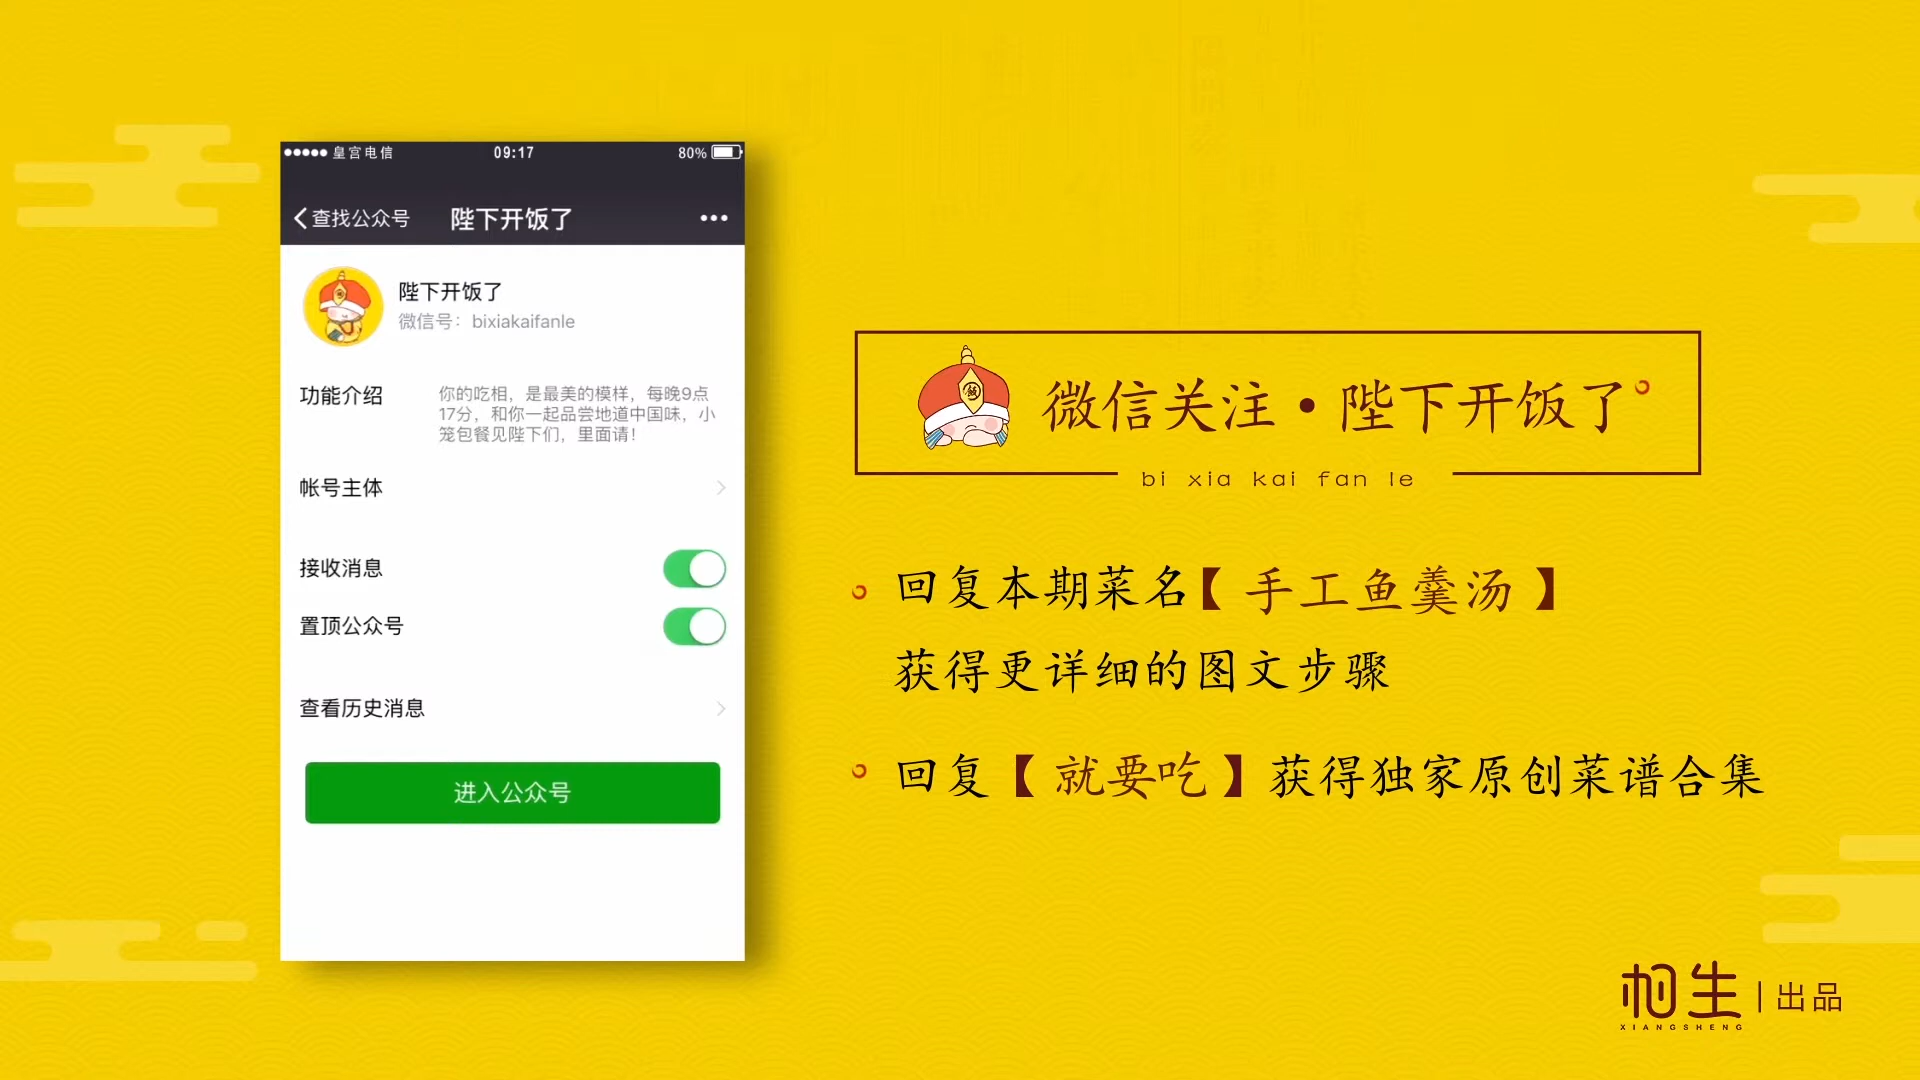 皇宫电信 09:17 80%
查找公众号 陛下开饭了
陛下开饭了
微信号：bixiakaifanle
功能介绍
你的吃相，是最美的模样，每晚9点
17分，和你一起品尝地道中国味，小
笼包餐见陛下们，里面请！
帐号主体
接收消息
置顶公众号
查看历史消息
进入公众号
微信关注·陛下开饭了
bi xia kai fan le
回复本期菜名【手工鱼羹汤】
获得更详细的图文步骤
回复【就要吃】获得独家原创菜谱合集
相生|出品
XIANGSHENG